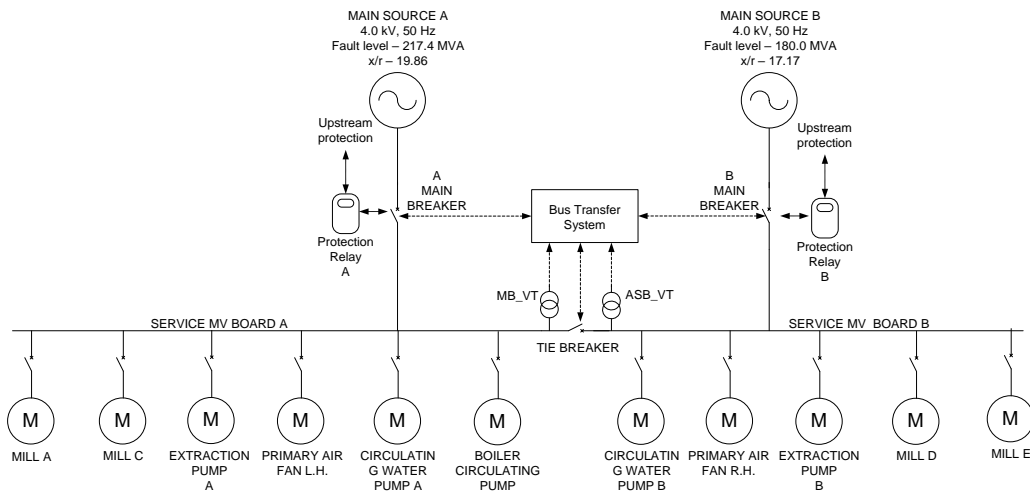 MAIN SOURCE A
4.0 kV, 50 Hz
Fault level – 217.4 MVA
x/r – 19.86
MAIN SOURCE B
4.0 kV, 50 Hz
Fault level – 180.0 MVA
x/r – 17.17
Upstream
protection
Upstream
protection
A
MAIN
BREAKER
B
MAIN
BREAKER
Bus Transfer
System
Protection
Relay
A
Protection
Relay
B
MB_VT
ASB_VT
SERVICE MV BOARD A
SERVICE MV BOARD B
TIE BREAKER
M
M
M
M
M
M
M
M
M
M
M
MILL A
MILL C
EXTRACTION
PUMP
A
PRIMARY AIR
FAN L.H.
CIRCULATIN
G WATER
PUMP A
BOILER
CIRCULATING
PUMP
CIRCULATIN
G WATER
PUMP B
PRIMARY AIR
FAN R.H.
EXTRACTION
PUMP
B
MILL D
MILL E